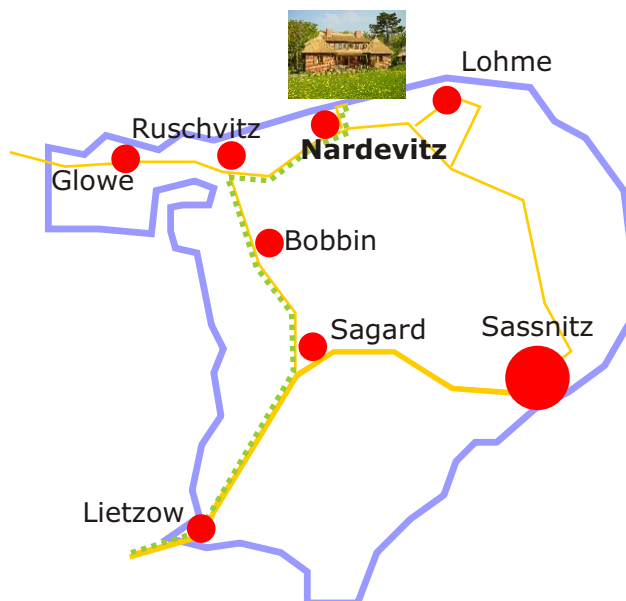 Lohme
Ruschvitz
Nardevitz
Glowe
Bobbin
Sagard
Sassnitz
Lietzow